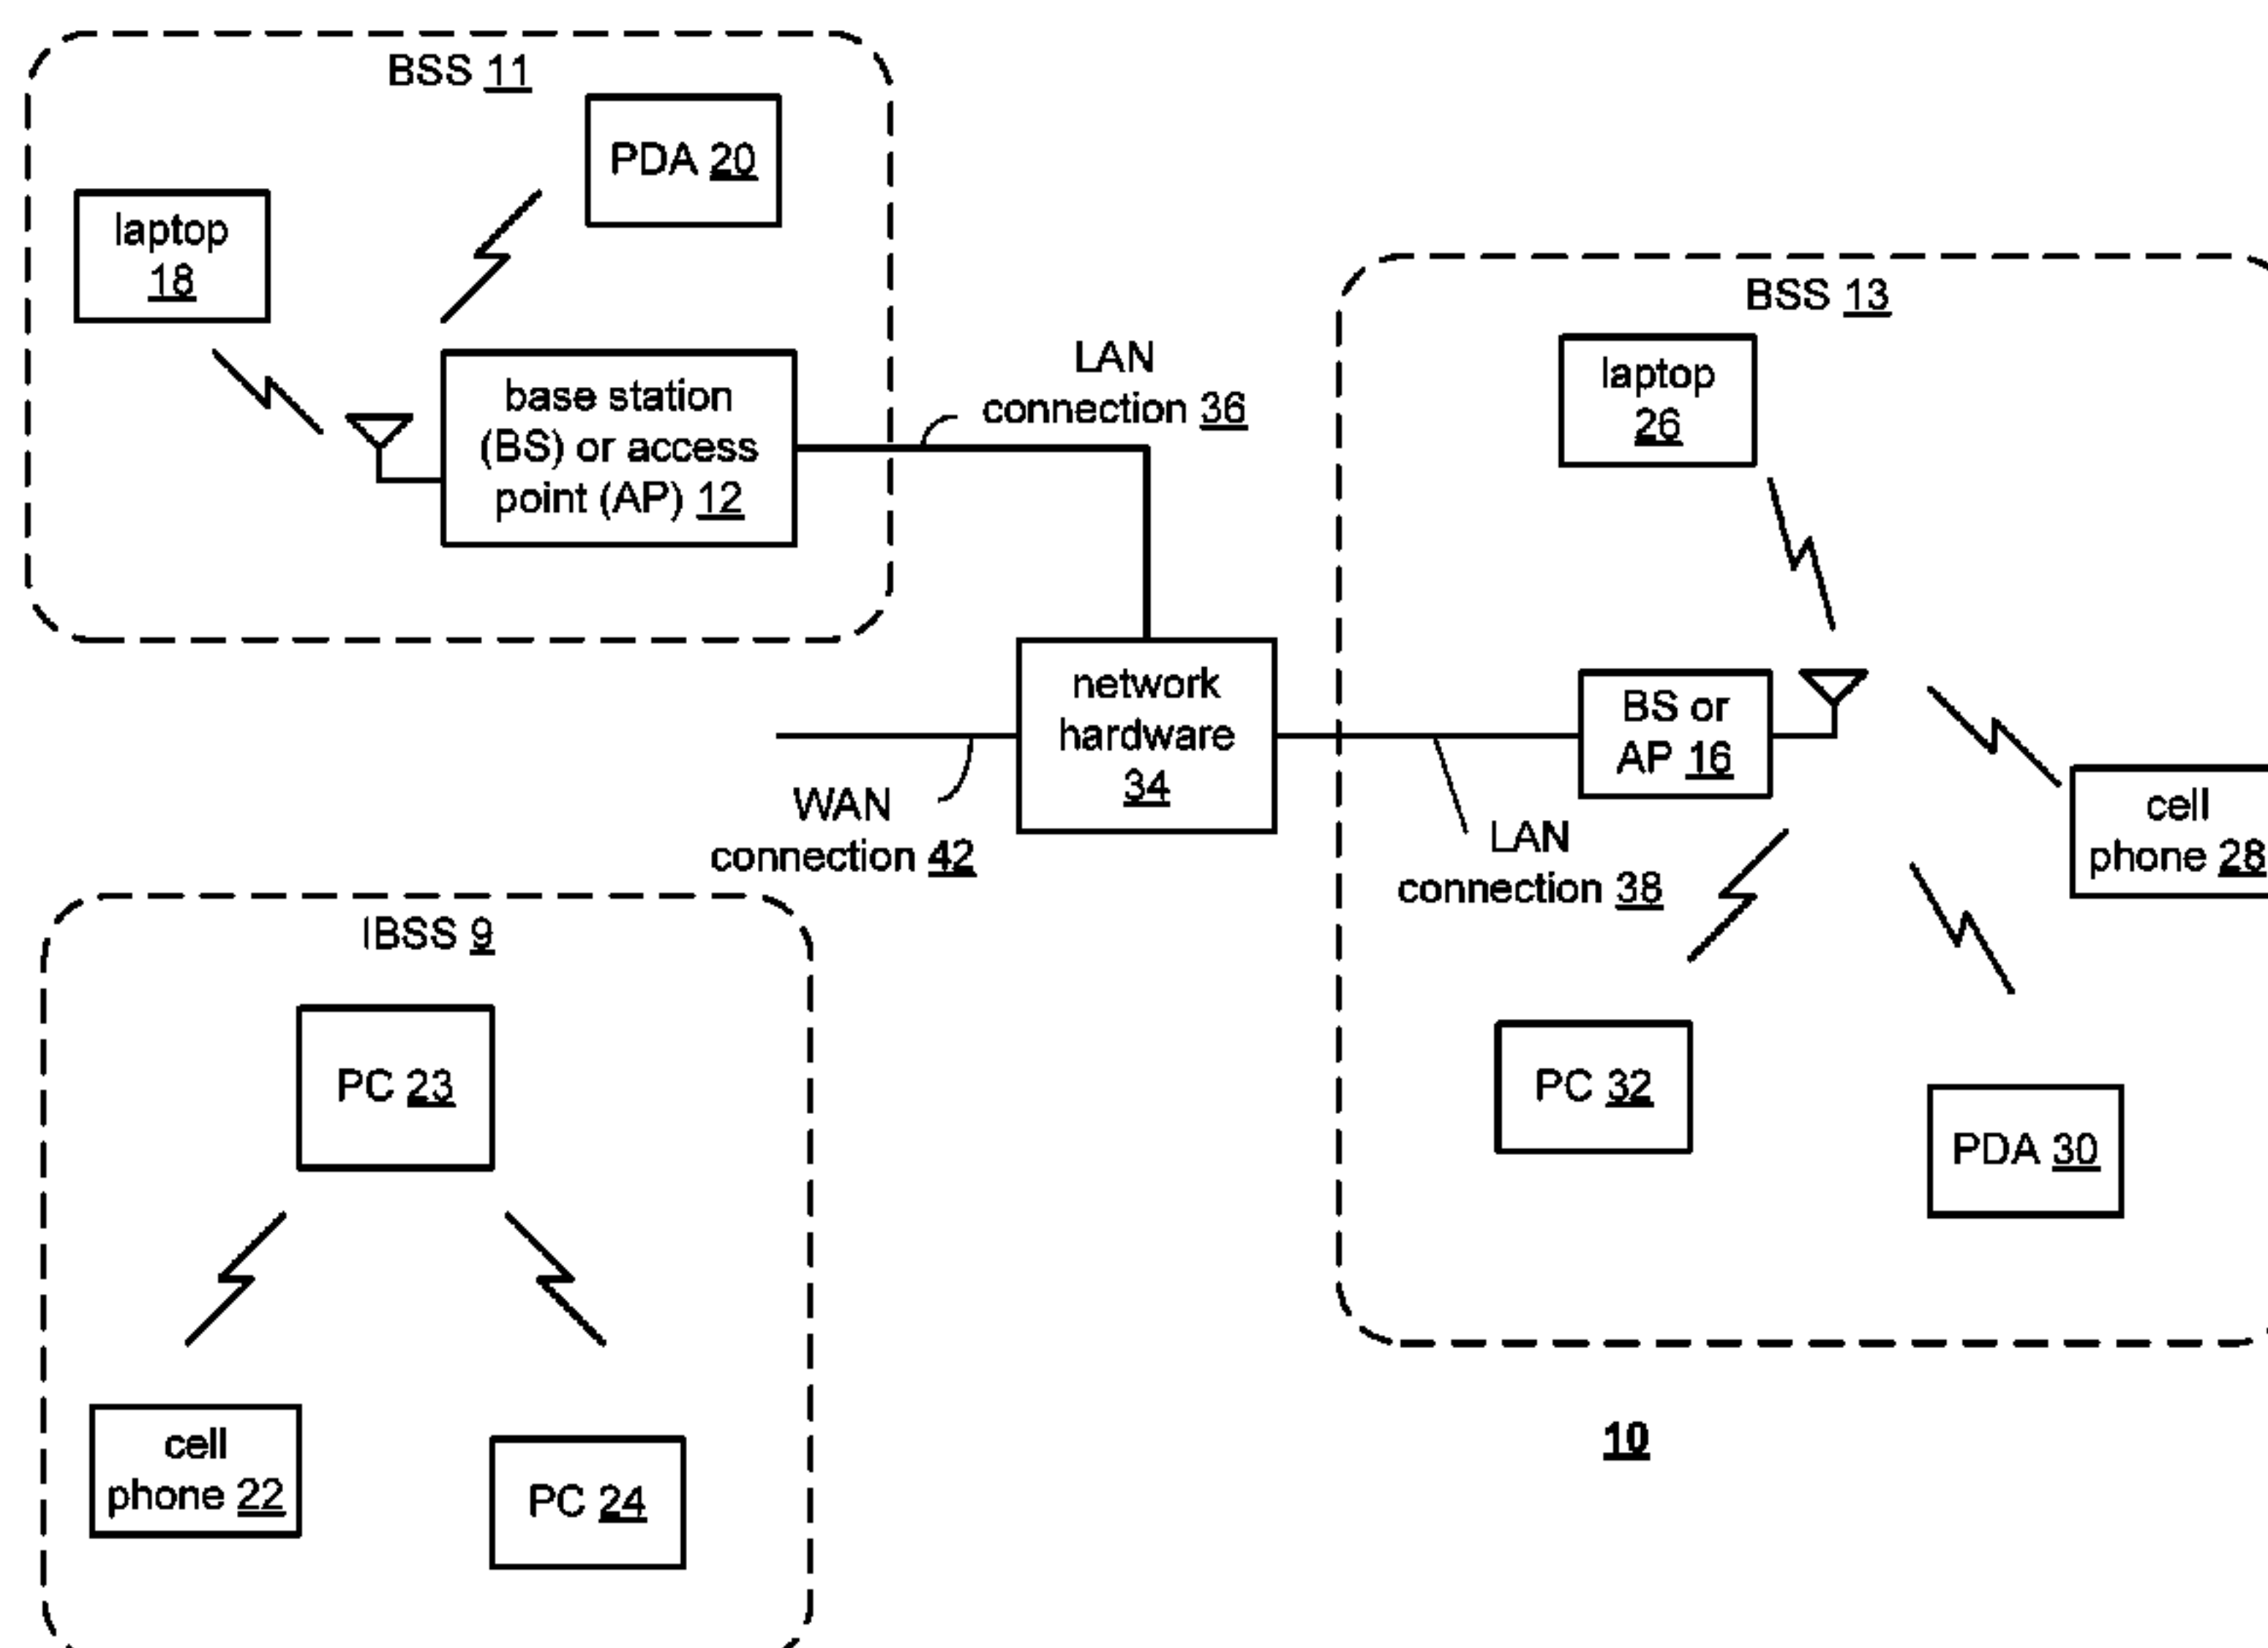 BSS 11
PDA 20
laptop
18
base station
(BS) or access
point (AP) 12
LAN
connection 36
BSS 13
laptop
26
network
hardware
34
BS or
AP 16
WAN
connection 42
LAN
connection 38
cell
phone 28
IBSS 9
PC 23
PC 32
PDA 30
cell
phone 22
PC 24
10